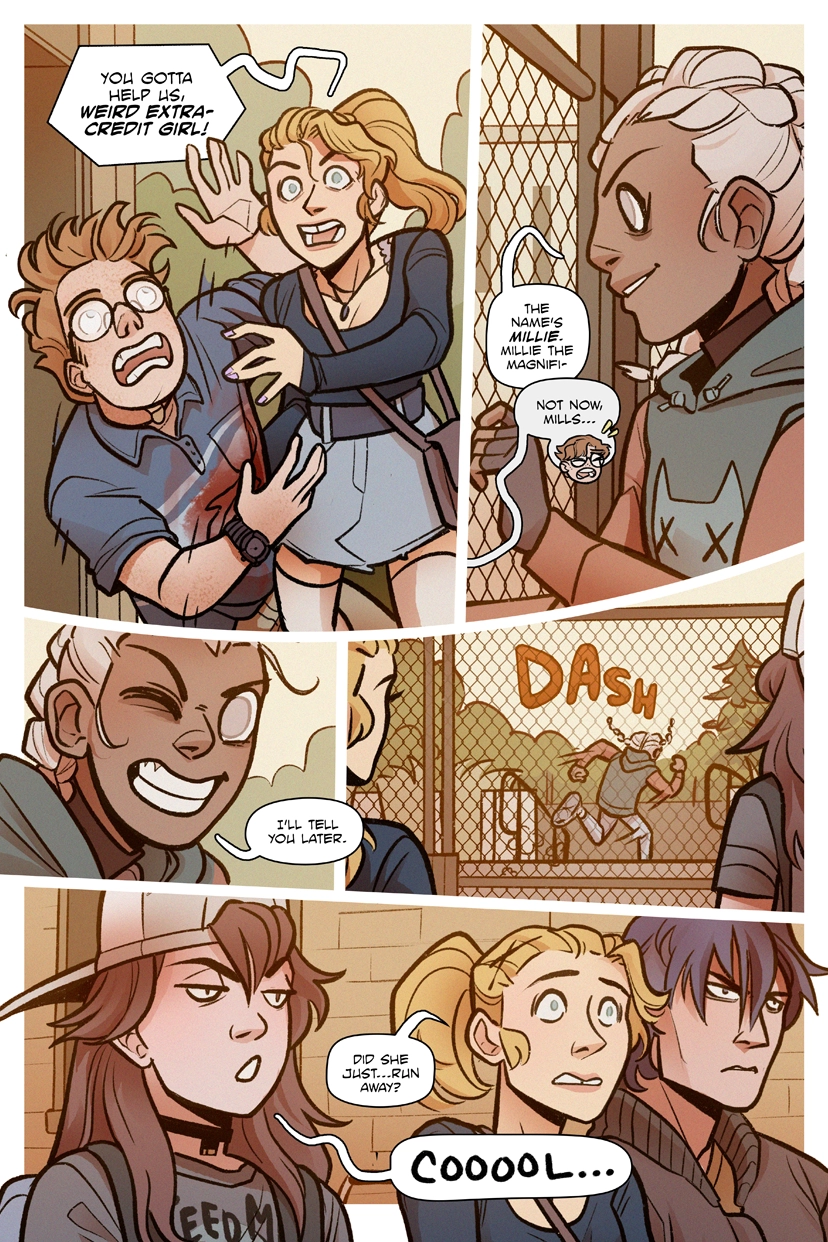 YOU GOTTA
HELP US,
WEIRD EXTRA-
CREDIT GIRL!
THE
NAME'S
MILLIE.
MILLIE THE
MAGNIFI-
NOT NOW,
MILLS...
I'LL TELL
YOU LATER.
DASH
DID SHE
JUST...RUN
AWAY?
COOOOL...
EEDM